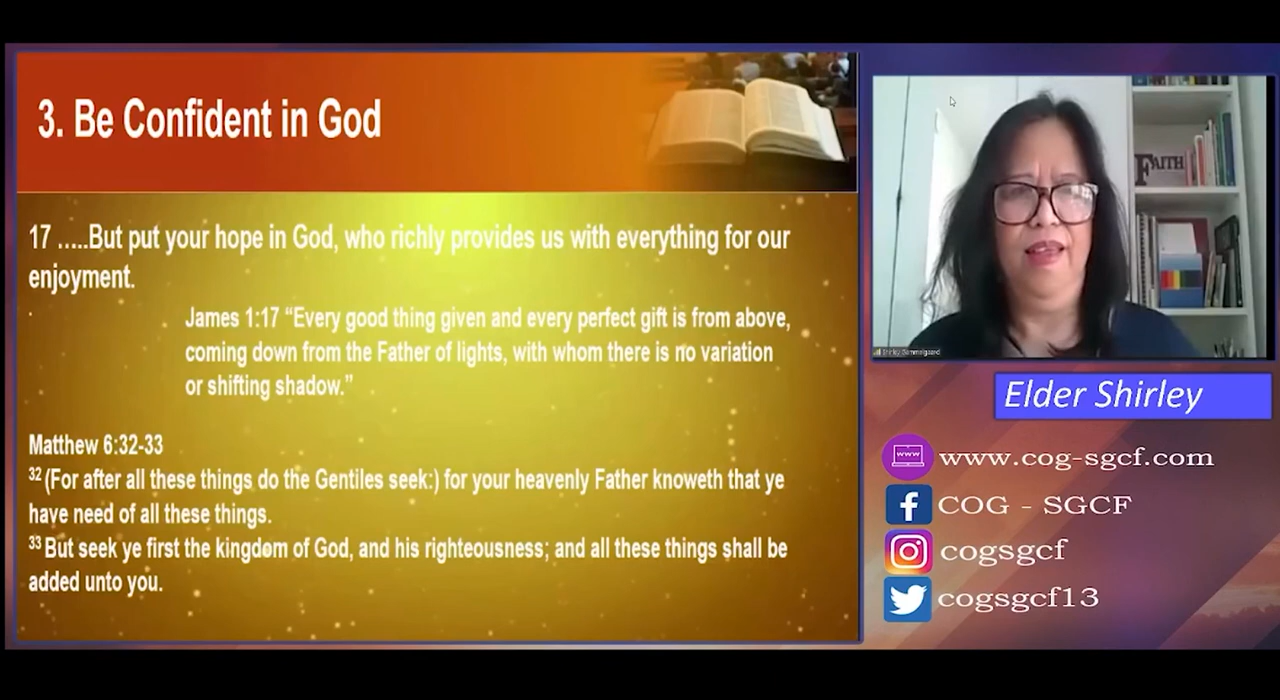 3. Be Confident in God
17 .....But put your hope in God, who richly provides us with everything for our
enjoyment.
.
James 1:17 “Every good thing given and every perfect gift is from above,
coming down from the Father of lights, with whom there is no variation
or shifting shadow.”
Matthew 6:32-33
32 (For after all these things do the Gentiles seek:) for your heavenly Father knoweth that ye
have need of all these things.
33 But seek ye first the kingdom of God, and his righteousness; and all these things shall be
added unto you.
FAITH
Shirley
Elder Shirley
www
www.cog-sgcf.com
COG - SGCF
cogsgcf
cogsgcf13